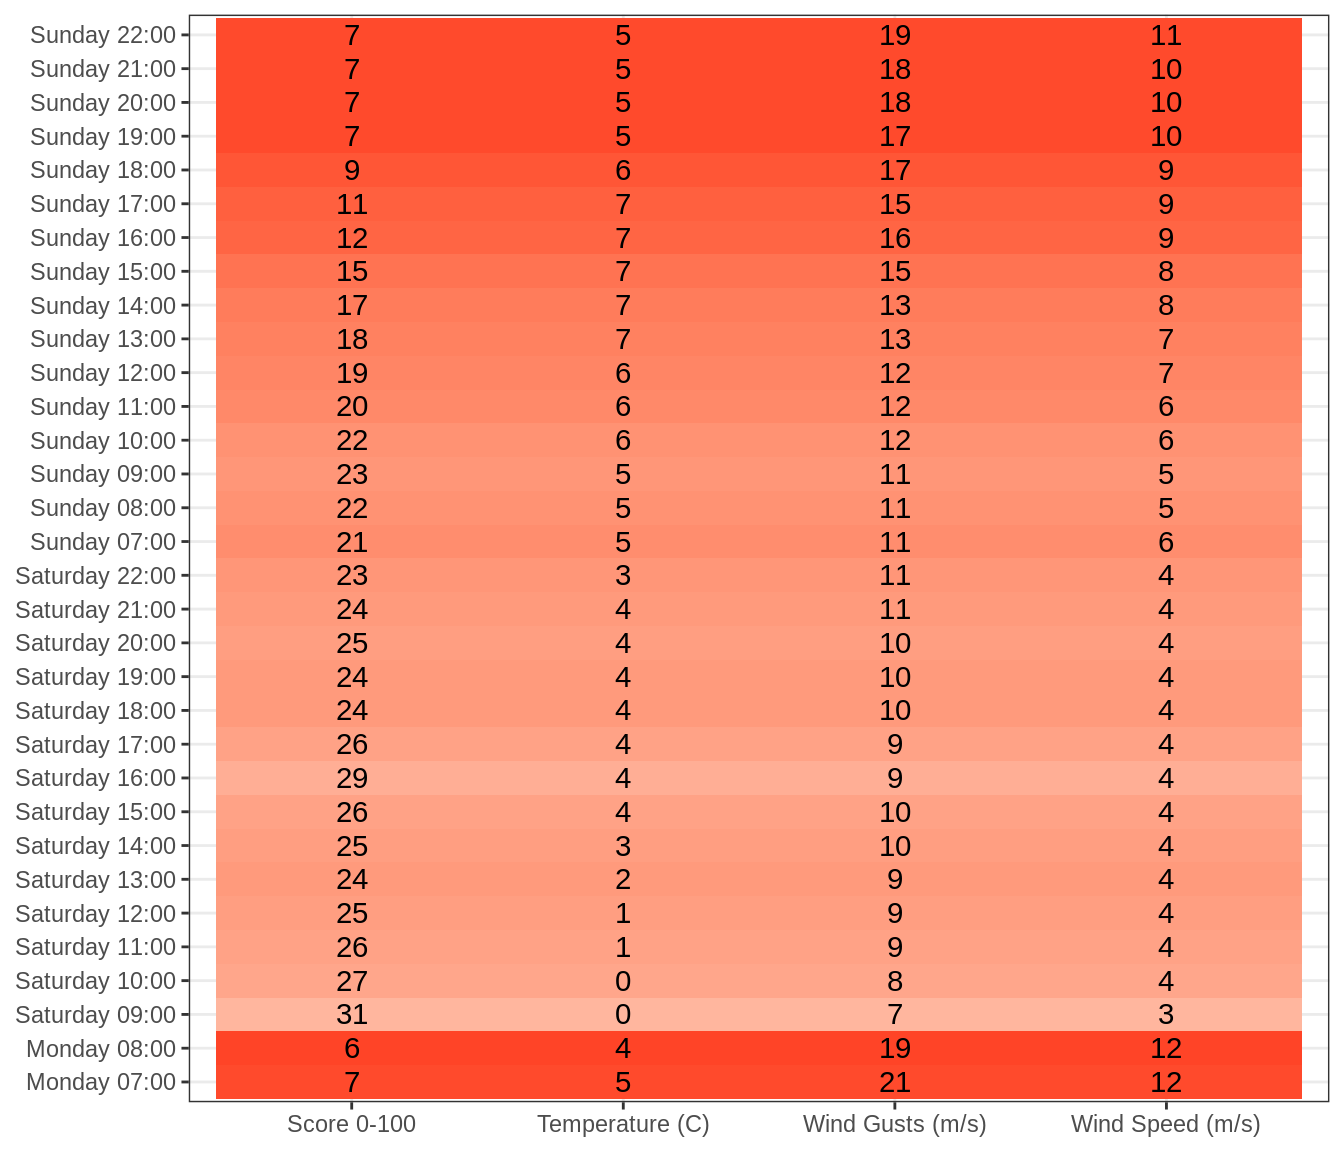 Sunday 22:00 7 5 19 11
Sunday 21:00 7 5 18 10
Sunday 20:00 7 5 18 10
Sunday 19:00 7 5 17 10
Sunday 18:00 9 6 17 9
Sunday 17:00 11 7 15 9
Sunday 16:00 12 7 16 9
Sunday 15:00 15 7 15 8
Sunday 14:00 17 7 13 8
Sunday 13:00 18 7 13 7
Sunday 12:00 19 6 12 7
Sunday 11:00 20 6 12 6
Sunday 10:00 22 6 12 6
Sunday 09:00 23 5 11 5
Sunday 08:00 22 5 11 5
Sunday 07:00 21 5 11 6
Saturday 22:00 23 3 11 4
Saturday 21:00 24 4 11 4
Saturday 20:00 25 4 10 4
Saturday 19:00 24 4 10 4
Saturday 18:00 24 4 10 4
Saturday 17:00 26 4 9 4
Saturday 16:00 29 4 9 4
Saturday 15:00 26 4 10 4
Saturday 14:00 25 3 10 4
Saturday 13:00 24 2 9 4
Saturday 12:00 25 1 9 4
Saturday 11:00 26 1 9 4
Saturday 10:00 27 0 8 4
Saturday 09:00 31 0 7 3
Monday 08:00 6 4 19 12
Monday 07:00 7 5 21 12
Score 0-100 Temperature (C) Wind Gusts (m/s) Wind Speed (m/s)